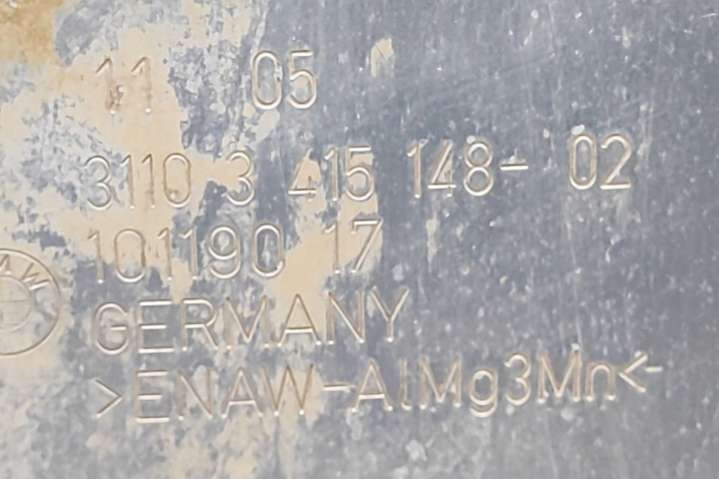 11 05
3110 3 415 148- 02
101190 17
GERMANY
>ENAW-AlMg3Mn<-